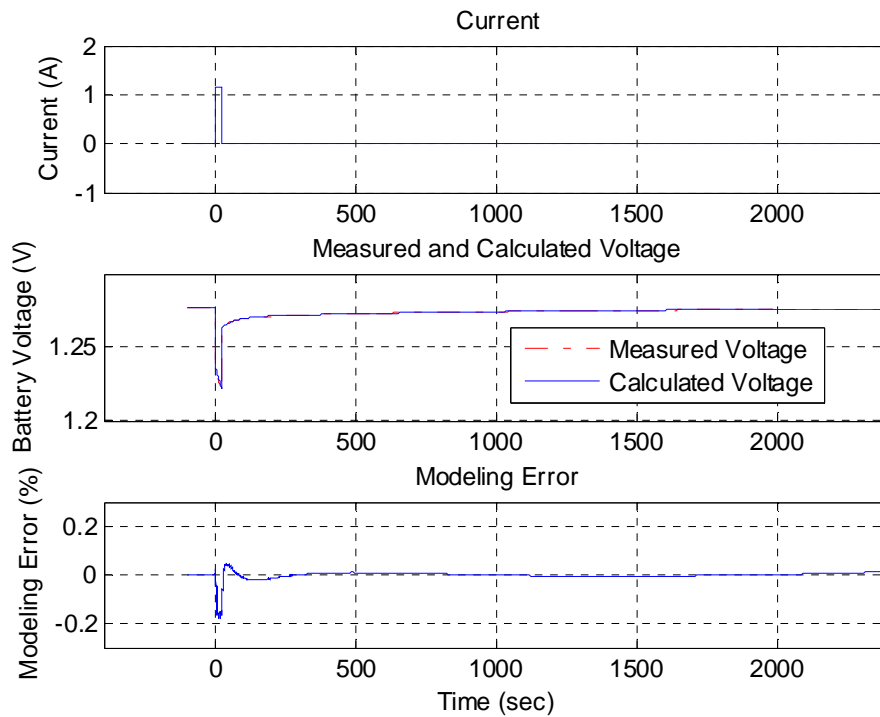 Current
Current (A)
2
1
0
-1
0
500
1000
1500
2000
Measured and Calculated Voltage
Battery Voltage (V)
1.25
1.2
Measured Voltage
Calculated Voltage
0
500
1000
1500
2000
Modeling Error
Modeling Error (%)
0.2
0
-0.2
0
500
1000
1500
2000
Time (sec)